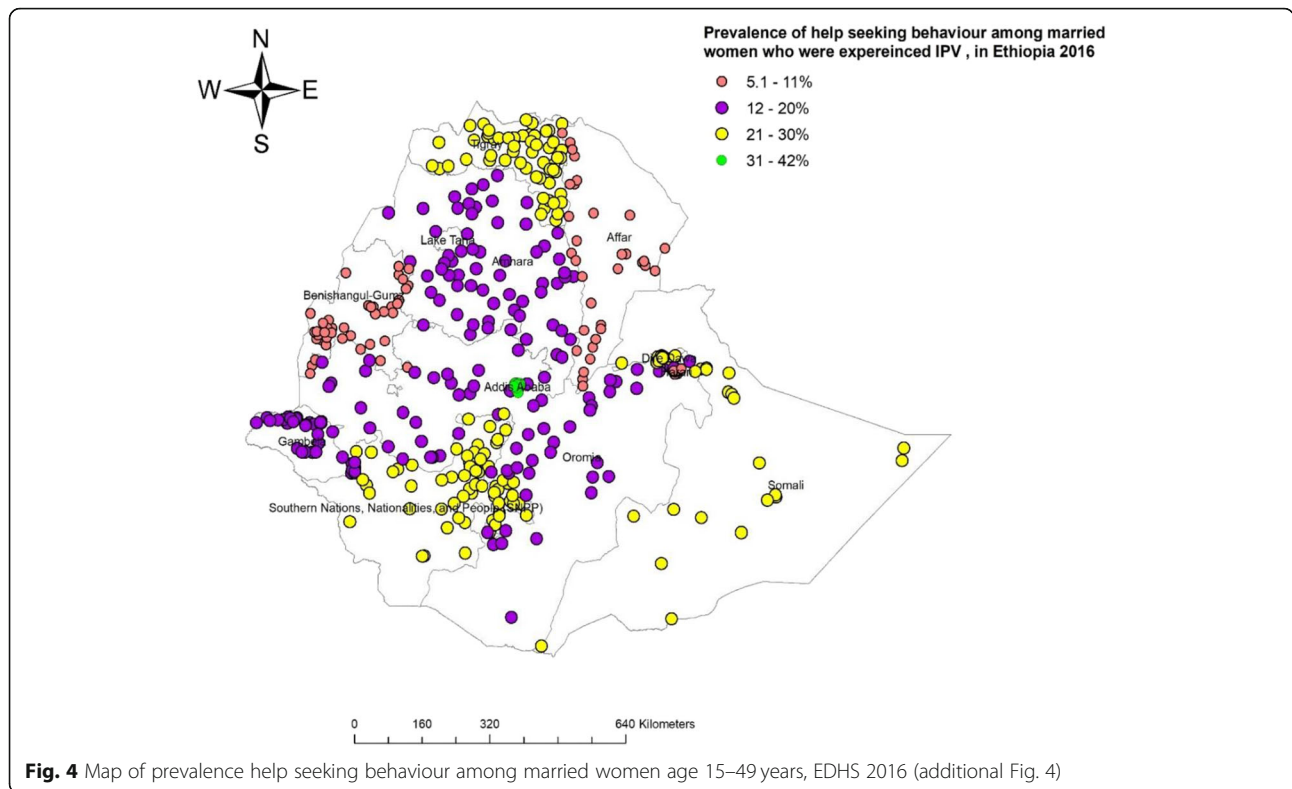 Prevalence of help seeking behaviour among married
women who were expereinced IPV , in Ethiopia 2016
5.1 - 11%
12 - 20%
21 - 30%
31 - 42%
N
W
E
S
Tigray
Lake Tana
Amhara
Affar
Benishangul-Gumz
Addis Ababa
Gambela
Oromia
Somali
Southern Nations, Nationalities, and People (SNPP)
0 160 320 640 Kilometers
Fig. 4 Map of prevalence help seeking behaviour among married women age 15–49 years, EDHS 2016 (additional Fig. 4)